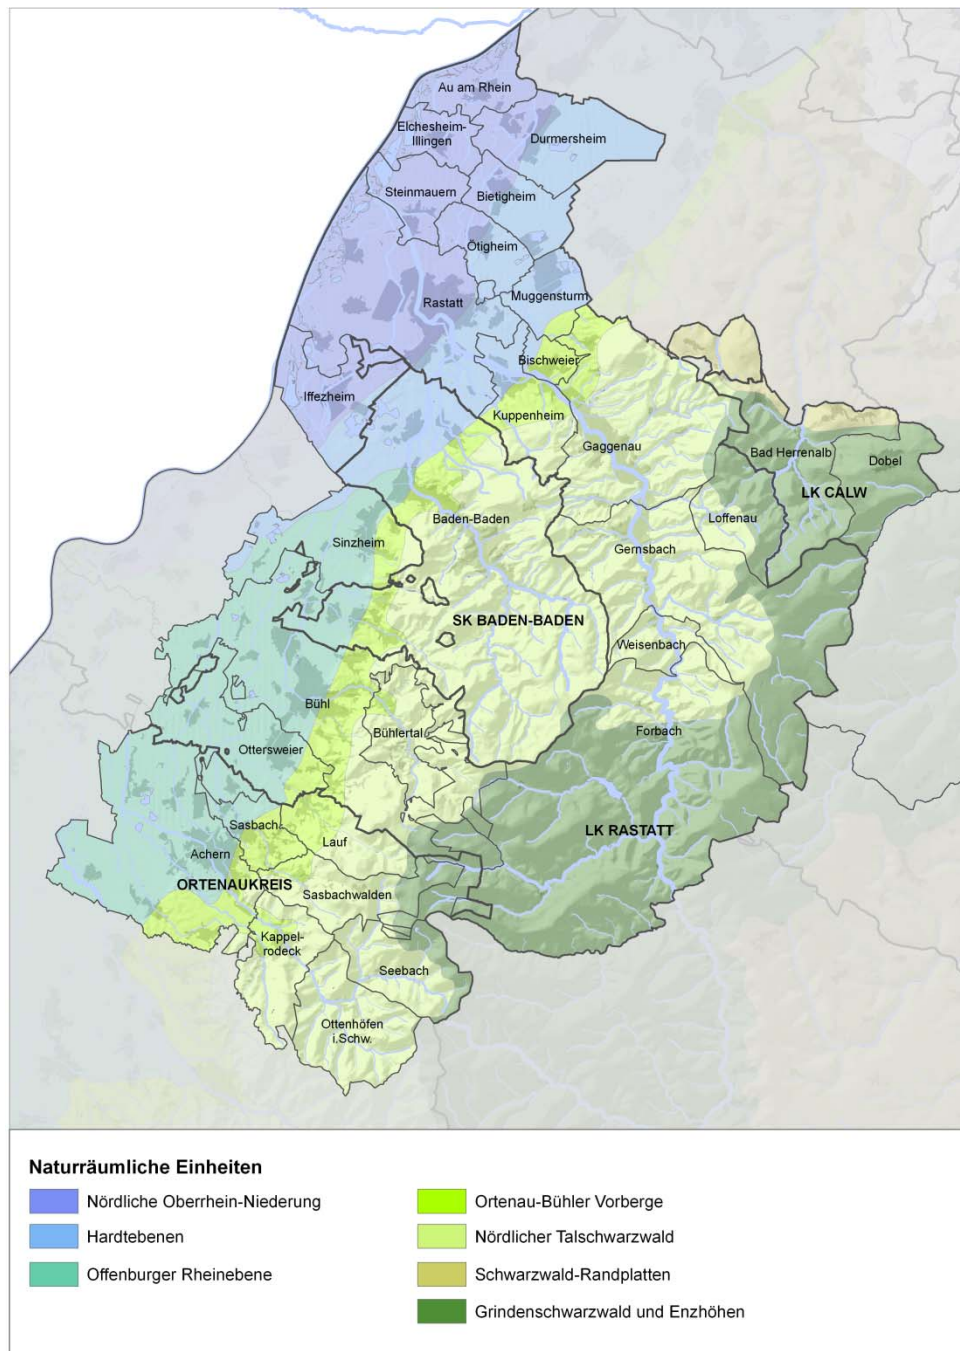 Au am Rhein
Elchesheim-
Illingen
Durmersheim
Steinmauern
Bietigheim
Ötigheim
Rastatt
Muggensturm
Bischweier
Iffezheim
Kuppenheim
Gaggenau
Bad Herrenalb
Dobel
LK CALW
Loffenau
Baden-Baden
Sinzheim
Gernsbach
SK BADEN-BADEN
Weisenbach
Bühl
Bühlertal
Forbach
Ottersweier
Sasbach
LK RASTATT
Lauf
Achern
ORTENAUKREIS
Sasbachwalden
Kappel-
rodeck
Seebach
Ottenhöfen
i.Schw.
Naturräumliche Einheiten
Nördliche Oberrhein-Niederung
Hardtebenen
Offenburger Rheinebene
Ortenau-Bühler Vorberge
Nördlicher Talschwarzwald
Schwarzwald-Randplatten
Grindenschwarzwald und Enzhöhen